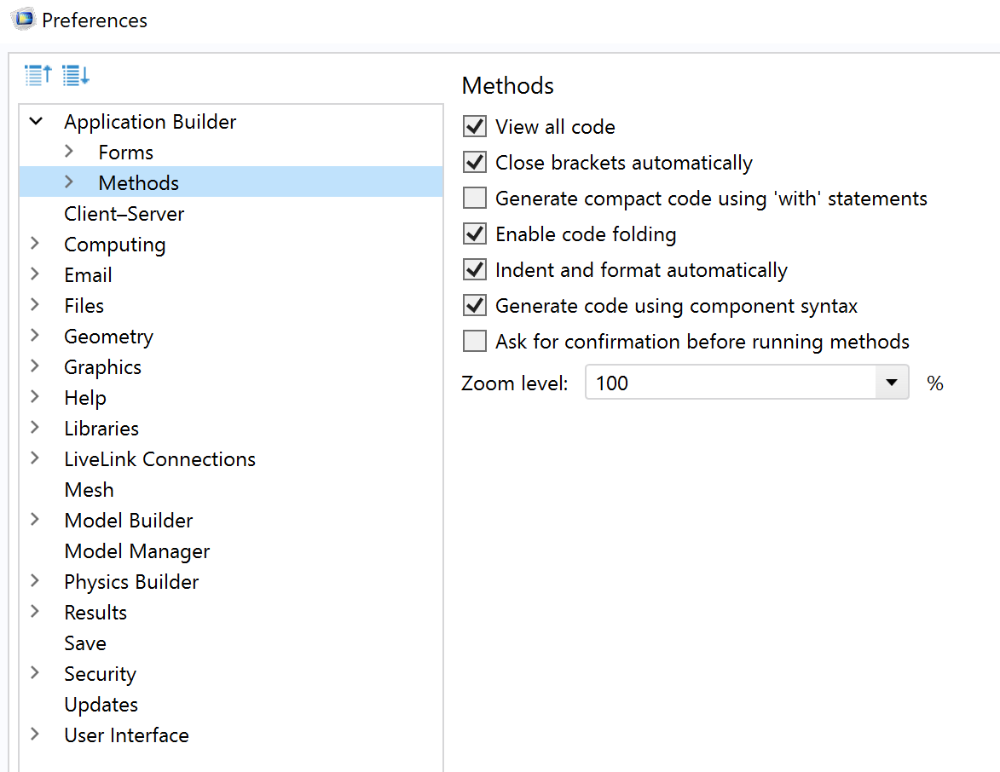 Preferences
Application Builder
Forms
Methods
Client–Server
Computing
Email
Files
Geometry
Graphics
Help
Libraries
LiveLink Connections
Mesh
Model Builder
Model Manager
Physics Builder
Results
Save
Security
Updates
User Interface
Methods
View all code
Close brackets automatically
Generate compact code using 'with' statements
Enable code folding
Indent and format automatically
Generate code using component syntax
Ask for confirmation before running methods
Zoom level: 100 %